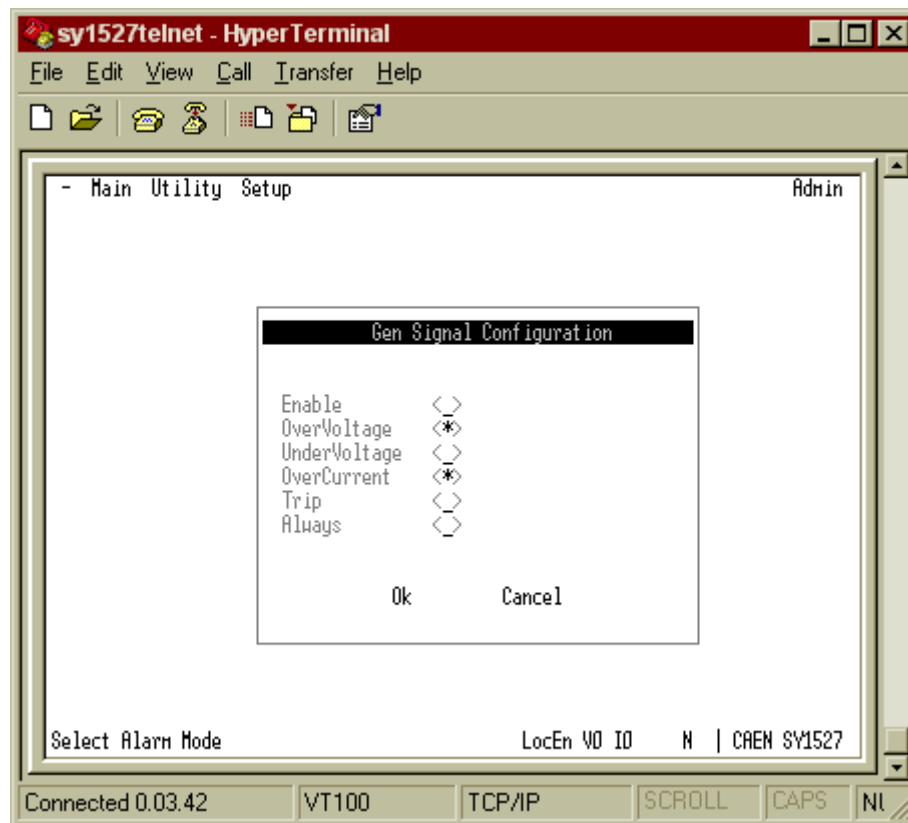 sy1527telnet - HyperTerminal
File Edit View Call Transfer Help
- Main Utility Setup Admin
Gen Signal Configuration
Enable <_>
OverVoltage <*>
UnderVoltage <_>
OverCurrent <*>
Trip <_>
Always <_>
Ok Cancel
Select Alarm Mode LocEn V0 I0 N | CAEN SY1527
Connected 0.03.42 VT100 TCP/IP SCROLL CAPS